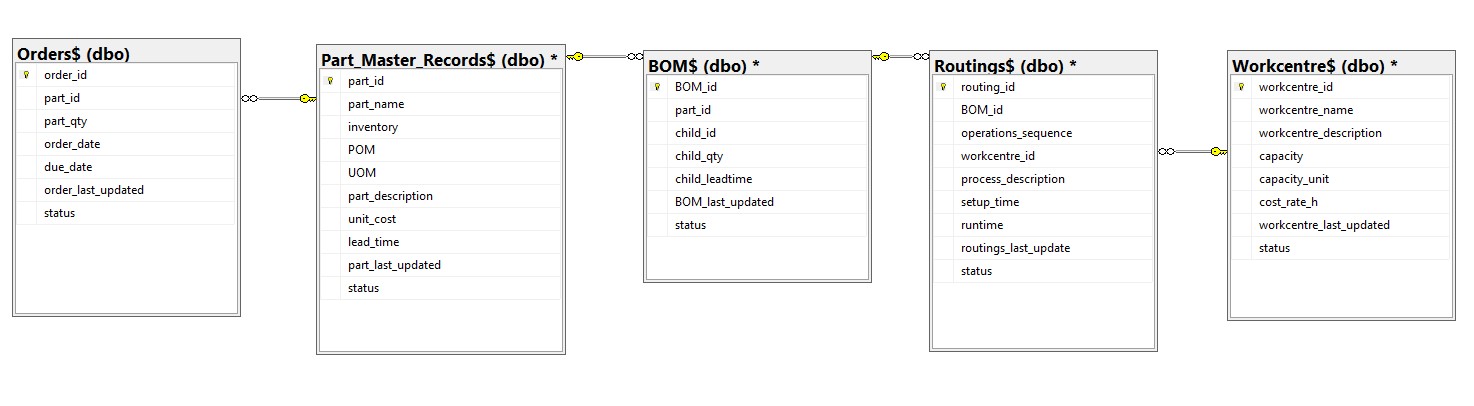 Orders$ (dbo)
order_id
part_id
part_qty
order_date
due_date
order_last_updated
status
Part_Master_Records$ (dbo) *
part_id
part_name
inventory
POM
UOM
part_description
unit_cost
lead_time
part_last_updated
status
BOM$ (dbo) *
BOM_id
part_id
child_id
child_qty
child_leadtime
BOM_last_updated
status
Routings$ (dbo) *
routing_id
BOM_id
operations_sequence
workcentre_id
process_description
setup_time
runtime
routings_last_update
status
Workcentre$ (dbo) *
workcentre_id
workcentre_name
workcentre_description
capacity
capacity_unit
cost_rate_h
workcentre_last_updated
status